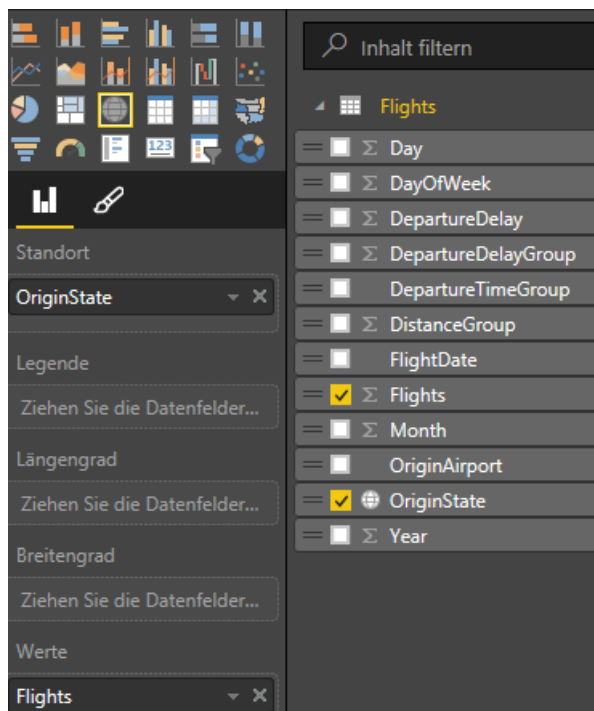 123
Standort
OriginState
Legende
Ziehen Sie die Datenfelder...
Längengrad
Ziehen Sie die Datenfelder...
Breitengrad
Ziehen Sie die Datenfelder...
Werte
Flights
Inhalt filtern
Flights
Σ Day
Σ DayOfWeek
Σ DepartureDelay
Σ DepartureDelayGroup
DepartureTimeGroup
Σ DistanceGroup
FlightDate
Σ Flights
Σ Month
OriginAirport
OriginState
Σ Year